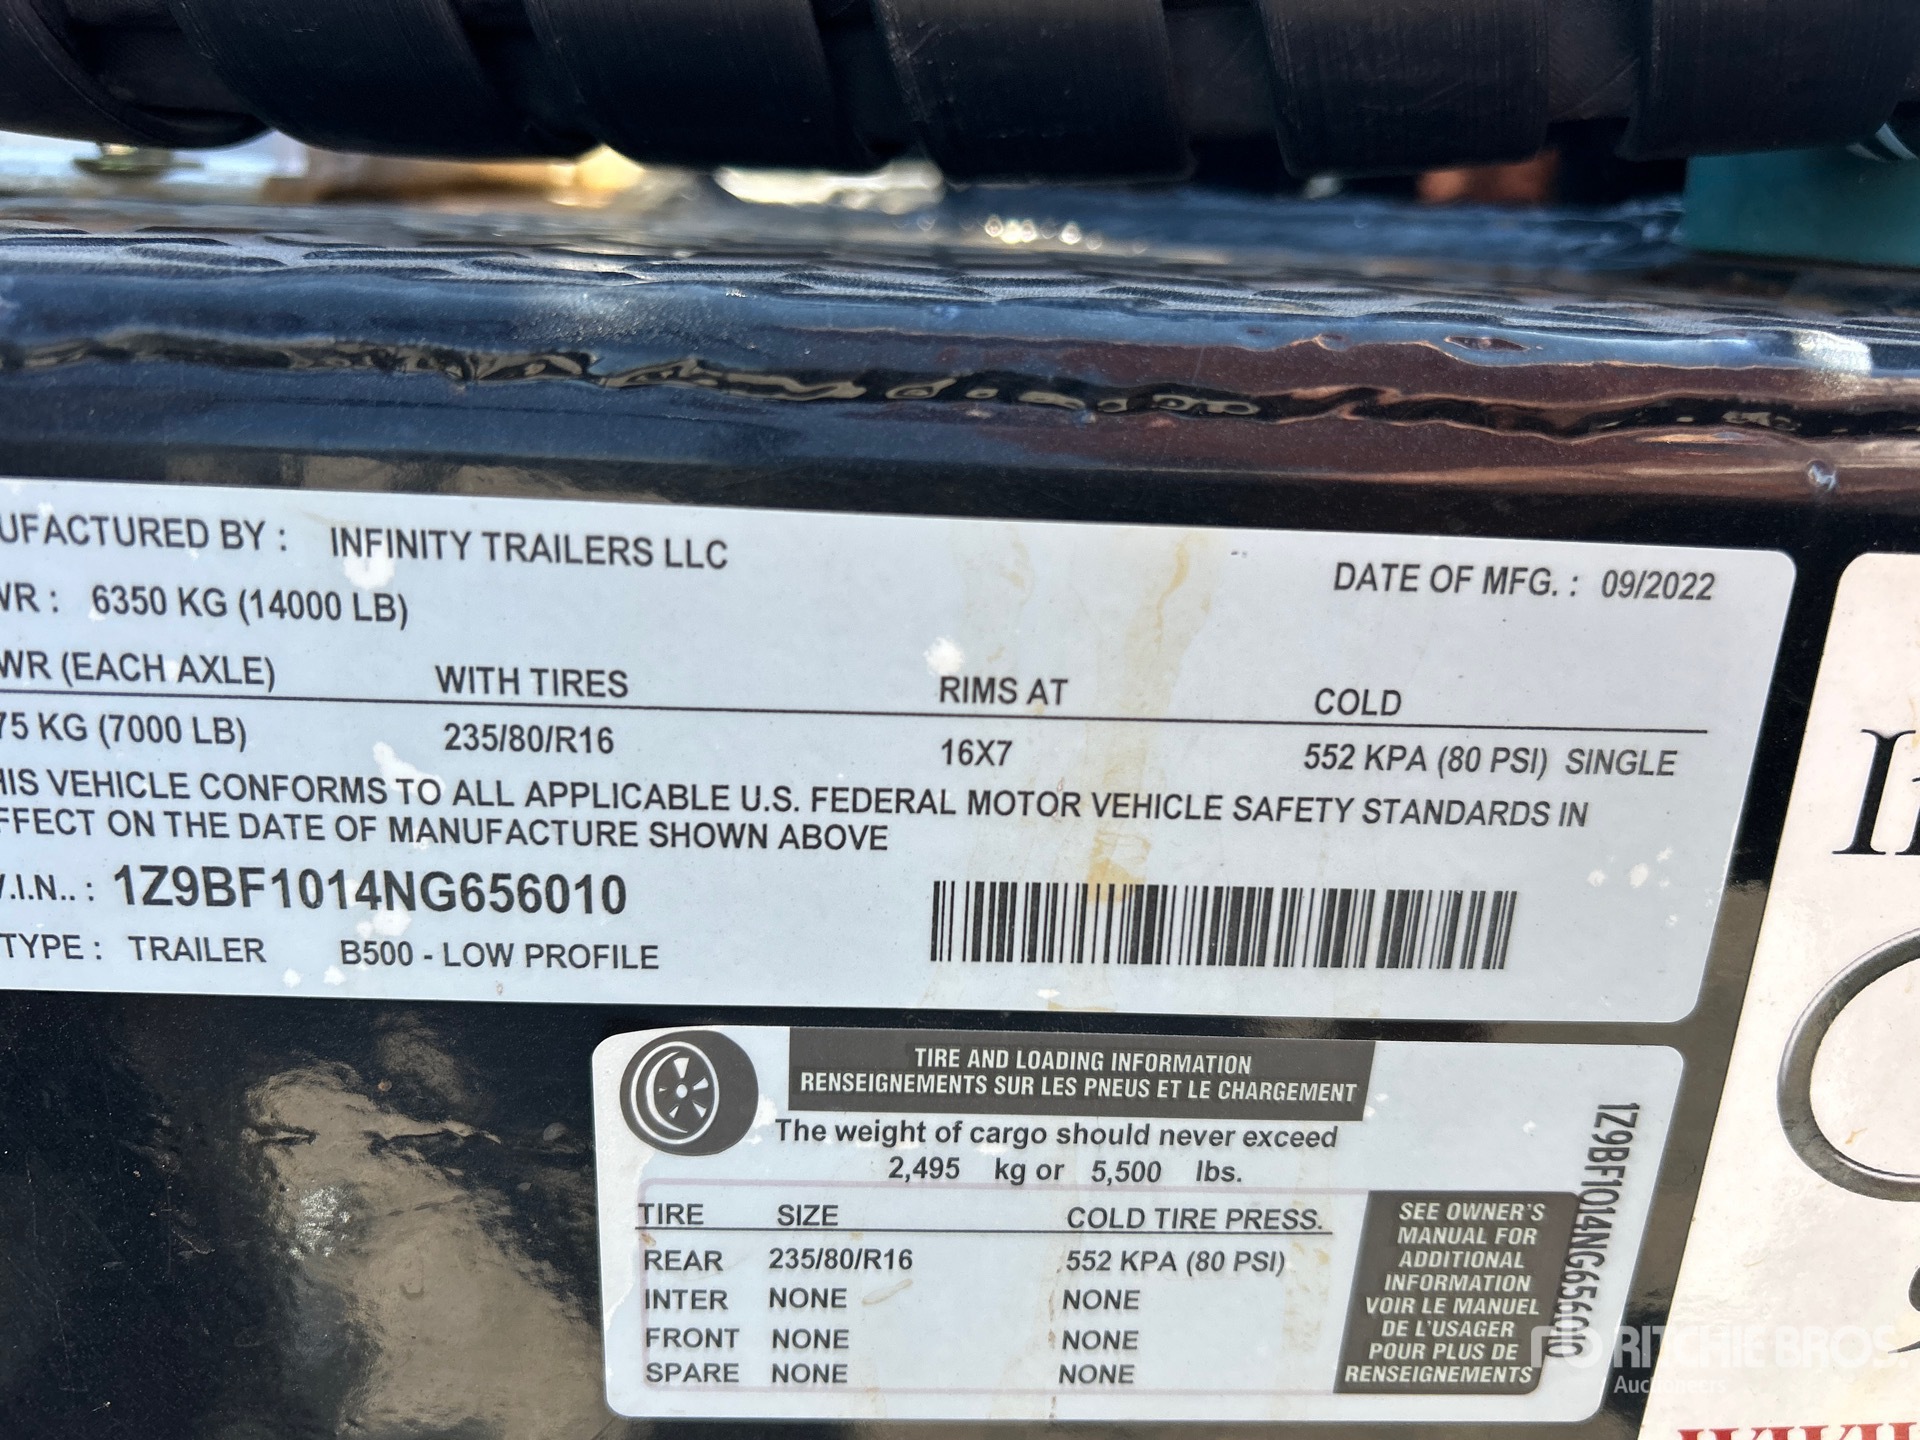 UFACTURED BY : INFINITY TRAILERS LLC
DATE OF MFG. : 09/2022
WR : 6350 KG (14000 LB)
WR (EACH AXLE) WITH TIRES RIMS AT COLD
75 KG (7000 LB) 235/80/R16 16X7 552 KPA (80 PSI) SINGLE
HIS VEHICLE CONFORMS TO ALL APPLICABLE U.S. FEDERAL MOTOR VEHICLE SAFETY STANDARDS IN
FFECT ON THE DATE OF MANUFACTURE SHOWN ABOVE
V.I.N.. : 1Z9BF1014NG656010
TYPE : TRAILER B500 - LOW PROFILE
TIRE AND LOADING INFORMATION
RENSEIGNEMENTS SUR LES PNEUS ET LE CHARGEMENT
The weight of cargo should never exceed
2,495 kg or 5,500 lbs.
TIRE SIZE COLD TIRE PRESS.
REAR 235/80/R16 552 KPA (80 PSI)
INTER NONE NONE
FRONT NONE NONE
SPARE NONE NONE
SEE OWNER'S
MANUAL FOR
ADDITIONAL
INFORMATION
VOIR LE MANUEL
DE L'USAGER
POUR PLUS DE
RENSEIGNEMENTS
1Z9BF1014NG656010
RITCHIE BROS.
Auctioneers